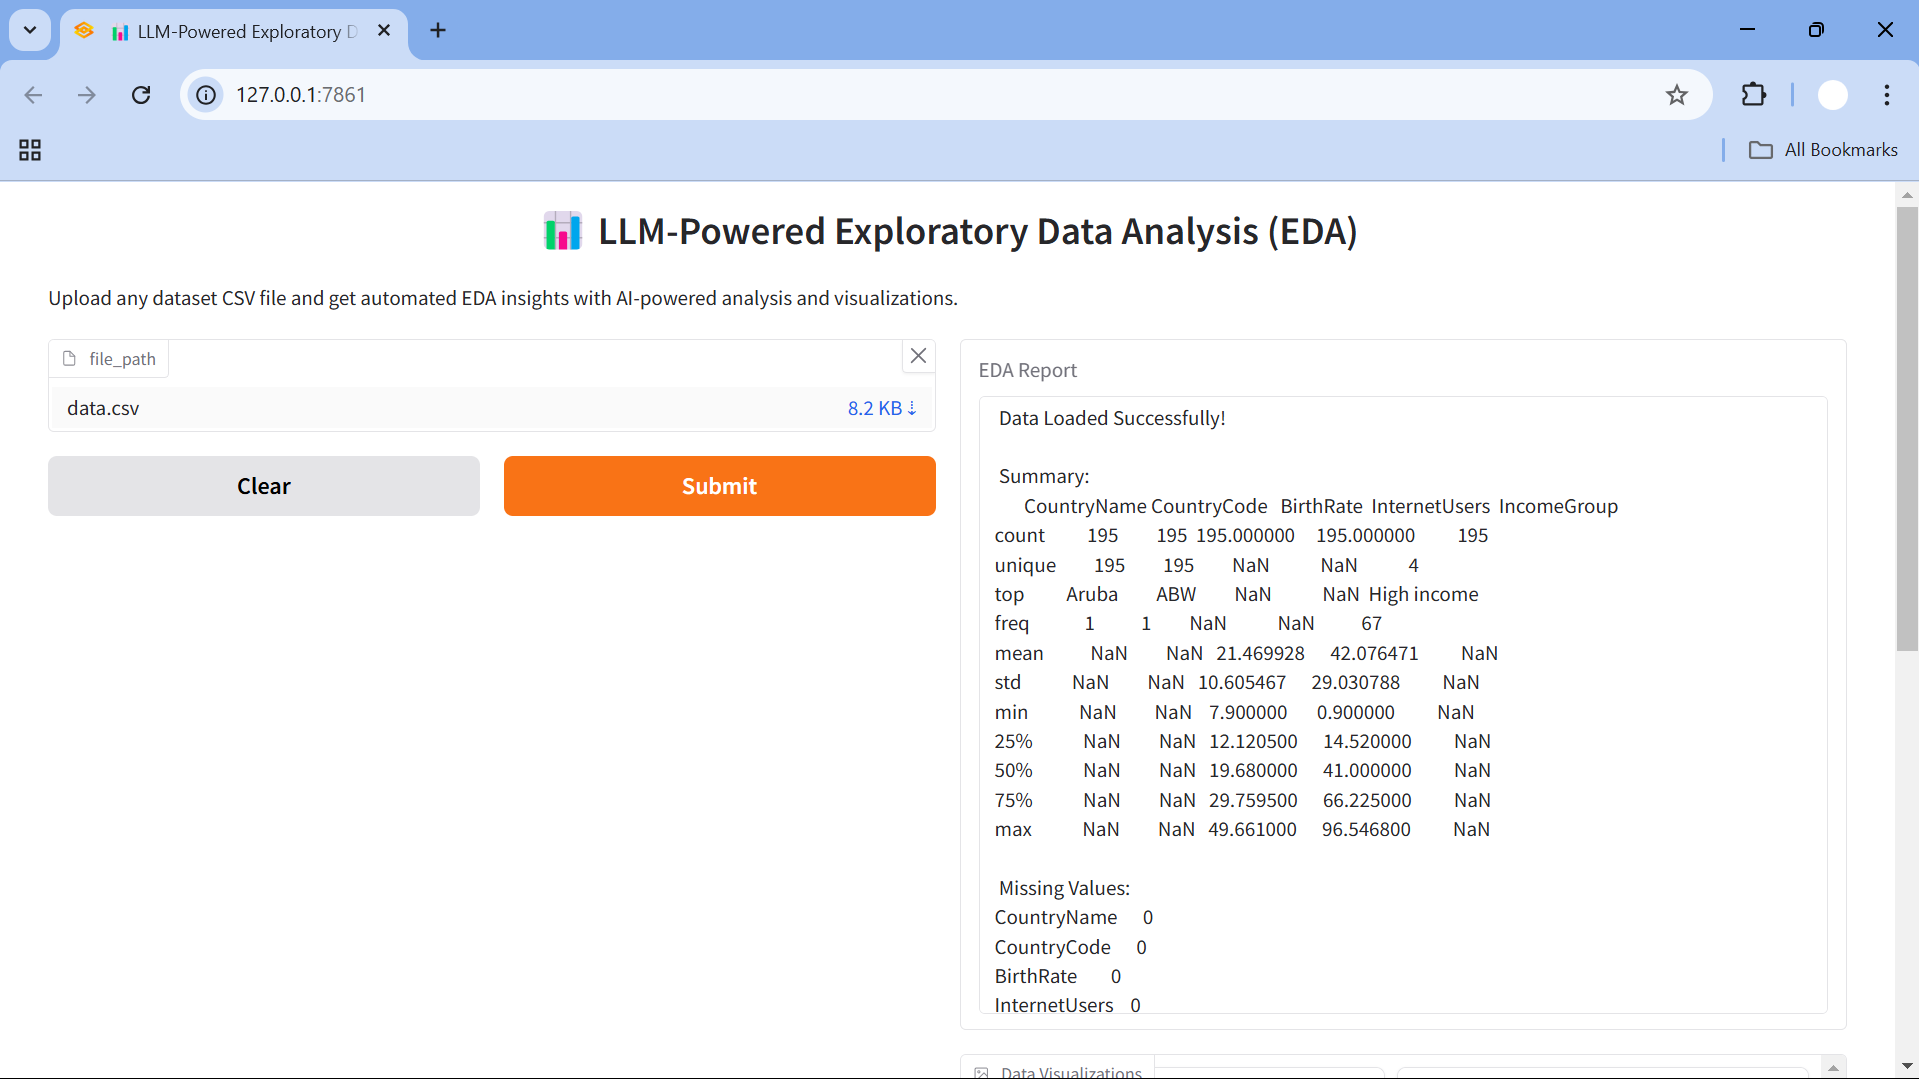 LLM-Powered Exploratory D
127.0.0.1:7861
All Bookmarks
LLM-Powered Exploratory Data Analysis (EDA)
Upload any dataset CSV file and get automated EDA insights with AI-powered analysis and visualizations.
file_path
data.csv 8.2 KB ⇣
Clear Submit
EDA Report
Data Loaded Successfully!
Summary:
CountryName CountryCode BirthRate InternetUsers IncomeGroup
count 195 195 195.000000 195.000000 195
unique 195 195 NaN NaN 4
top Aruba ABW NaN NaN High income
freq 1 1 NaN NaN 67
mean NaN NaN 21.469928 42.076471 NaN
std NaN NaN 10.605467 29.030788 NaN
min NaN NaN 7.900000 0.900000 NaN
25% NaN NaN 12.120500 14.520000 NaN
50% NaN NaN 19.680000 41.000000 NaN
75% NaN NaN 29.759500 66.225000 NaN
max NaN NaN 49.661000 96.546800 NaN
Missing Values:
CountryName 0
CountryCode 0
BirthRate 0
InternetUsers 0
Data Visualizations